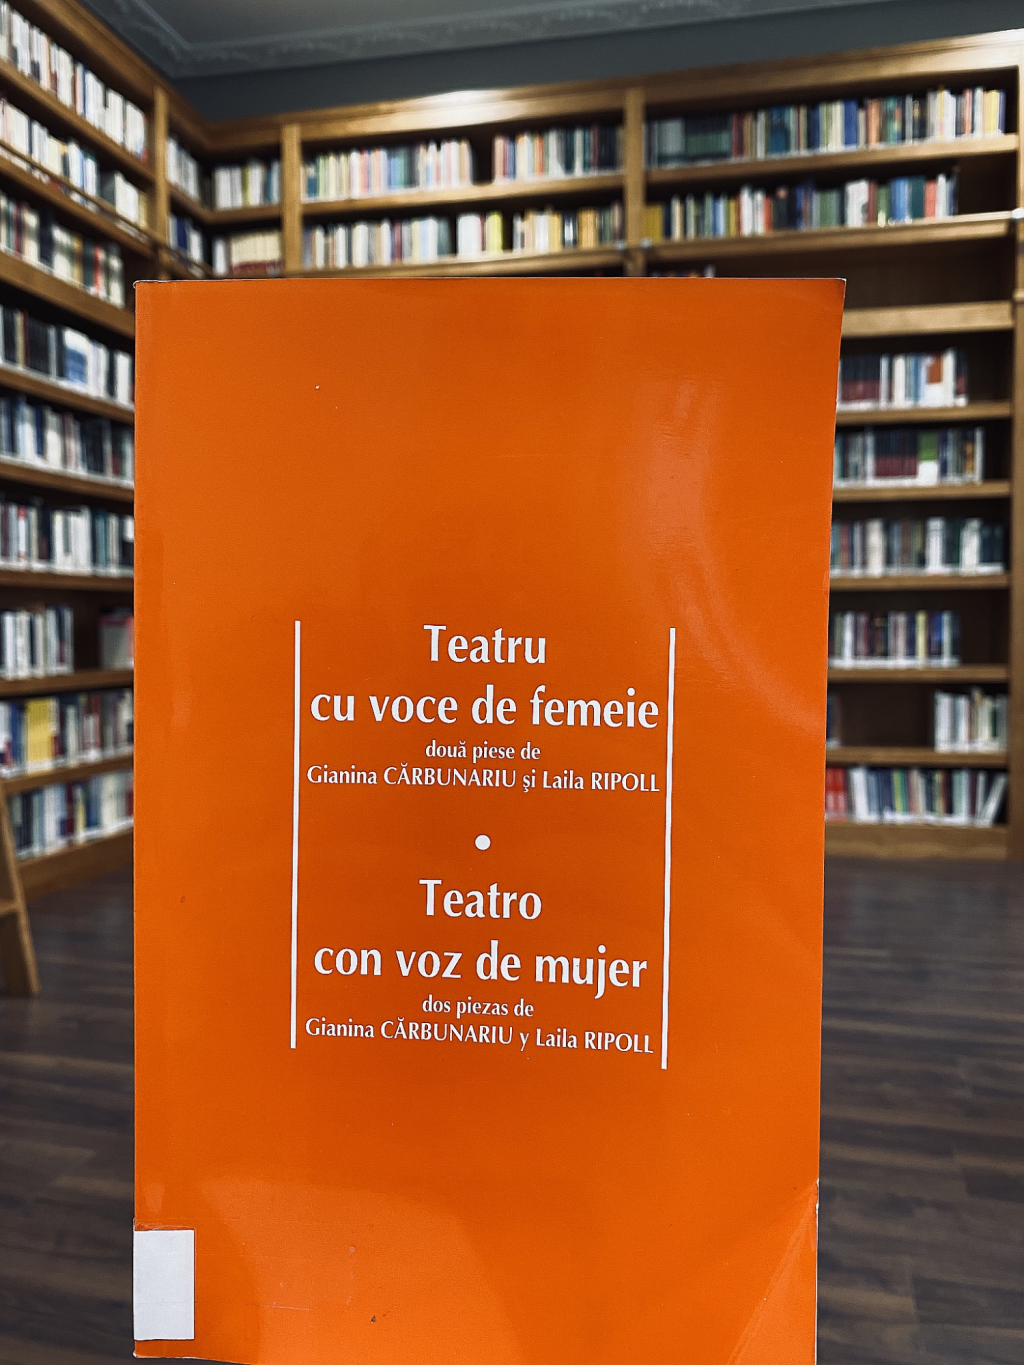 Teatru
cu voce de femeie
două piese de
Gianina CĂRBUNARIU şi Laila RIPOLL
Teatro
con voz de mujer
dos piezas de
Gianina CĂRBUNARIU y Laila RIPOLL